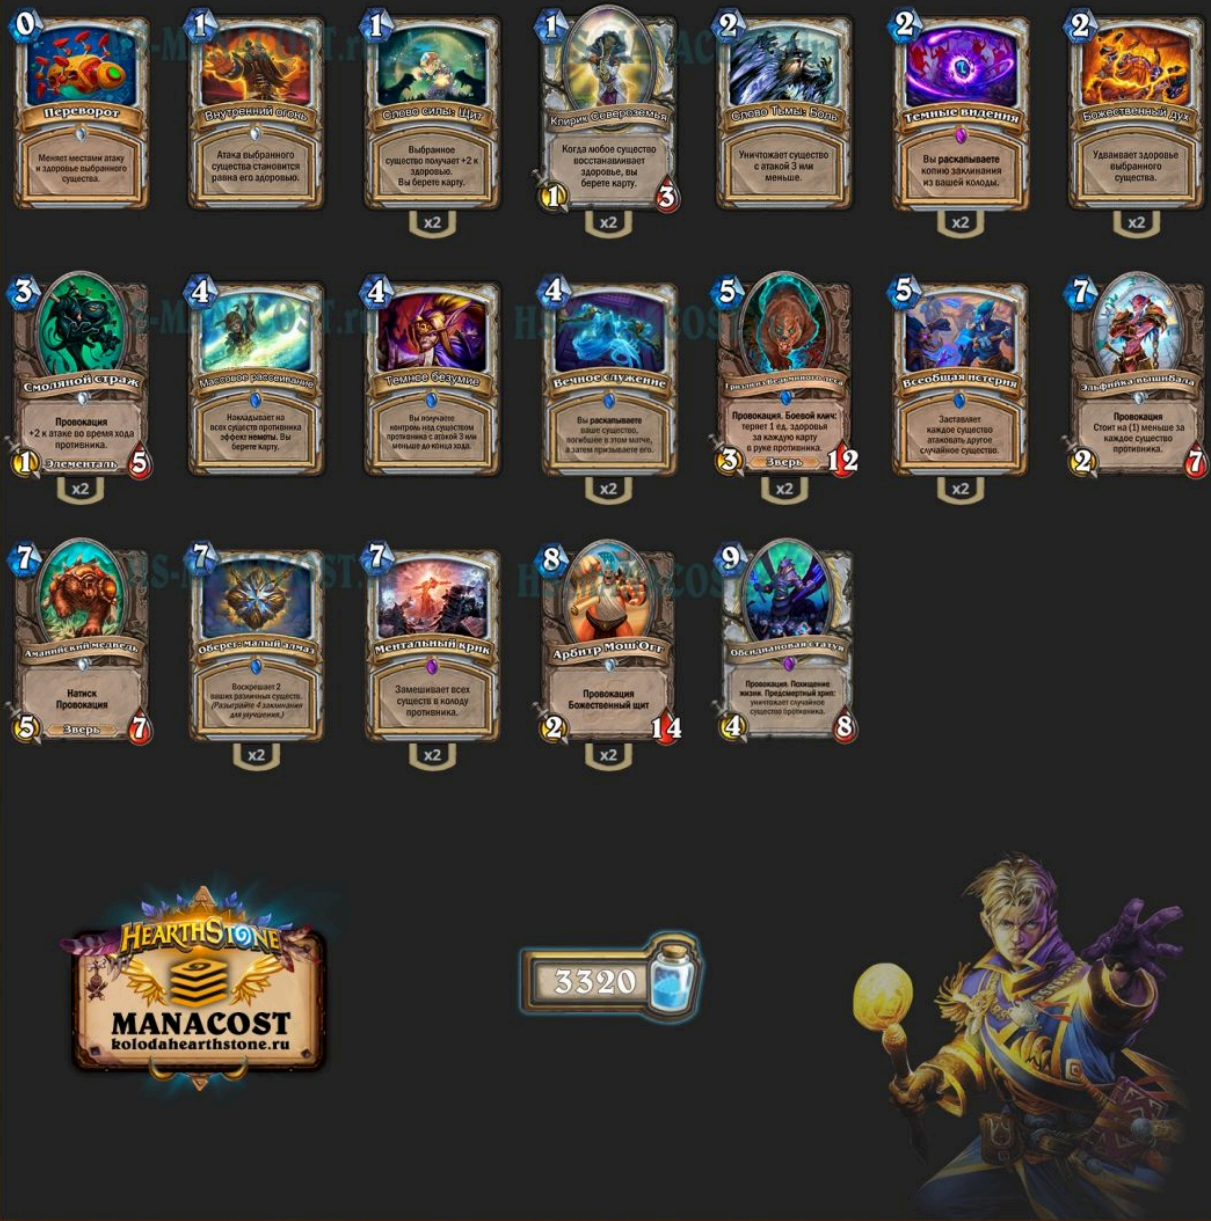 0
Переворот
Меняет местами атаку
и здоровье выбранного
существа.
1
Внутренний огонь
Атака выбранного
существа становится
равна его здоровью.
1
Слово силы: Щит
Выбранное
существо получает +2 к
здоровью.
Вы берете карту.
x2
1
Клирик Североземья
Когда любое существо
восстанавливает
здоровье, вы
берете карту.
1
3
x2
2
Слово Тьмы: Боль
Уничтожает существо
с атакой 3 или
меньше.
2
Темные видения
Вы раскапываете
копию заклинания
из вашей колоды.
x2
2
Божественный дух
Удваивает здоровье
выбранного
существа.
x2
3
Смоляной страж
Провокация
+2 к атаке во время хода
противника.
1
Элементаль
5
x2
4
Массовое рассеивание
Накладывает на
всех существ противника
эффект немоты. Вы
берете карту.
4
Темное безумие
Вы получаете
контроль над существом
противника с атакой 3 или
меньше до конца хода.
4
Вечное служение
Вы раскапываете
ваше существо,
погибшее в этом матче,
а затем призываете его.
x2
5
Гризли из Ведьминого леса
Провокация. Боевой клич:
теряет 1 ед. здоровья
за каждую карту
в руке противника.
3
Зверь
12
x2
5
Всеобщая истерия
Заставляет
каждое существо
атаковать другое
случайное существо.
x2
7
Эльфийка-вышибала
Провокация
Стоит на (1) меньше за
каждое существо
противника.
2
7
7
Аманийский медведь
Натиск
Провокация
5
Зверь
7
7
Оберег: малый алмаз
Воскрешает 2
ваших различных существ.
(Разыграйте 4 заклинания
для улучшения.)
x2
7
Ментальный крик
Замешивает всех
существ в колоду
противника.
x2
8
Арбитр Мош'Огг
Провокация
Божественный щит
2
14
x2
9
Обсидиановая статуя
Провокация. Похищение
жизни. Предсмертный хрип:
уничтожает случайное
существо противника.
4
8
HS-MANACOST.ru
HEARTHSTONE
MANACOST
kolodahearthstone.ru
3320